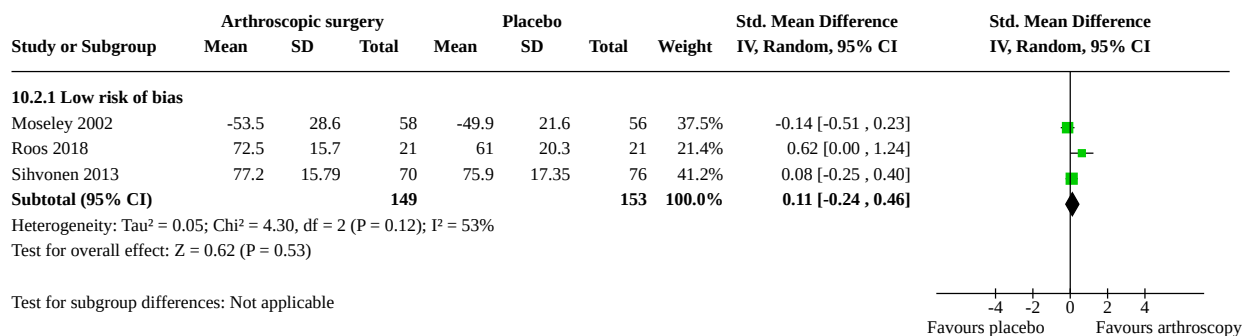 Arthroscopic surgery Placebo Std. Mean Difference Std. Mean Difference
Study or Subgroup Mean SD Total Mean SD Total Weight IV, Random, 95% CI IV, Random, 95% CI
10.2.1 Low risk of bias
Moseley 2002 -53.5 28.6 58 -49.9 21.6 56 37.5% -0.14 [-0.51 , 0.23]
Roos 2018 72.5 15.7 21 61 20.3 21 21.4% 0.62 [0.00 , 1.24]
Sihvonen 2013 77.2 15.79 70 75.9 17.35 76 41.2% 0.08 [-0.25 , 0.40]
Subtotal (95% CI) 149 153 100.0% 0.11 [-0.24 , 0.46]
Heterogeneity: Tau² = 0.05; Chi² = 4.30, df = 2 (P = 0.12); I² = 53%
Test for overall effect: Z = 0.62 (P = 0.53)
Test for subgroup differences: Not applicable
-4 -2 0 2 4
Favours placebo Favours arthroscopy